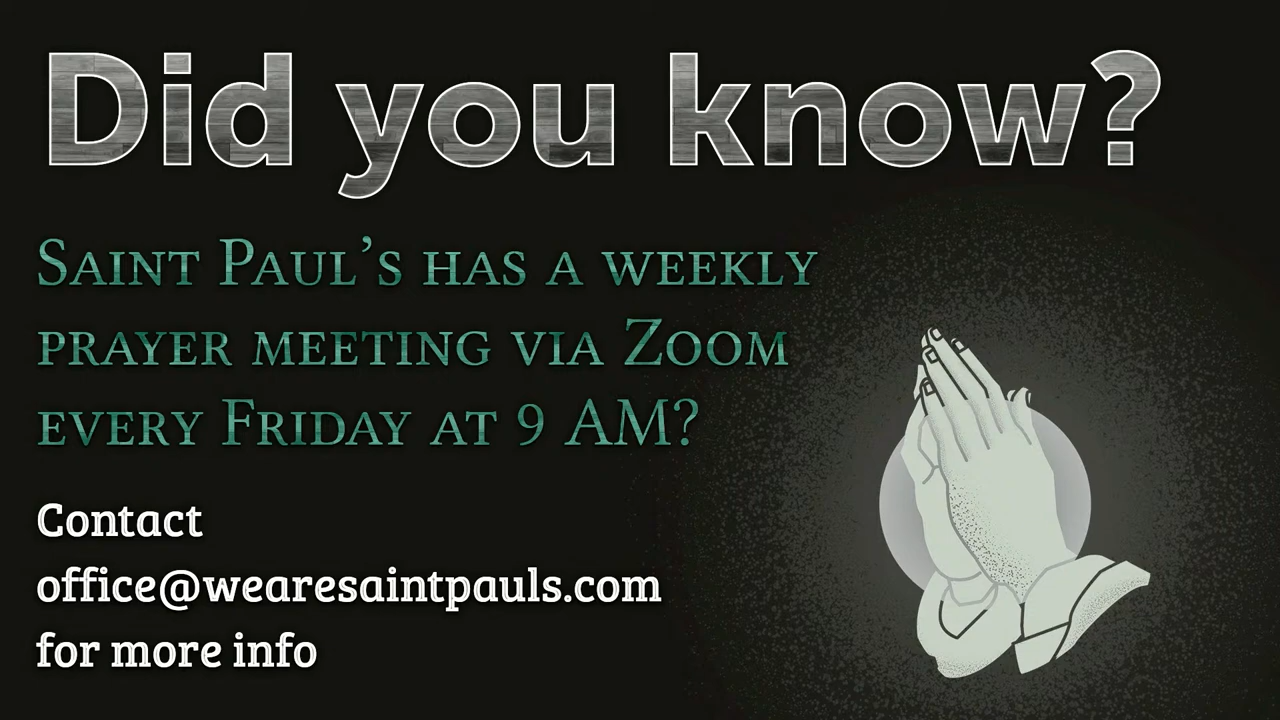 Did you know?
Saint Paul's has a weekly
prayer meeting via Zoom
every Friday at 9 AM?
Contact
office@wearesaintpauls.com
for more info